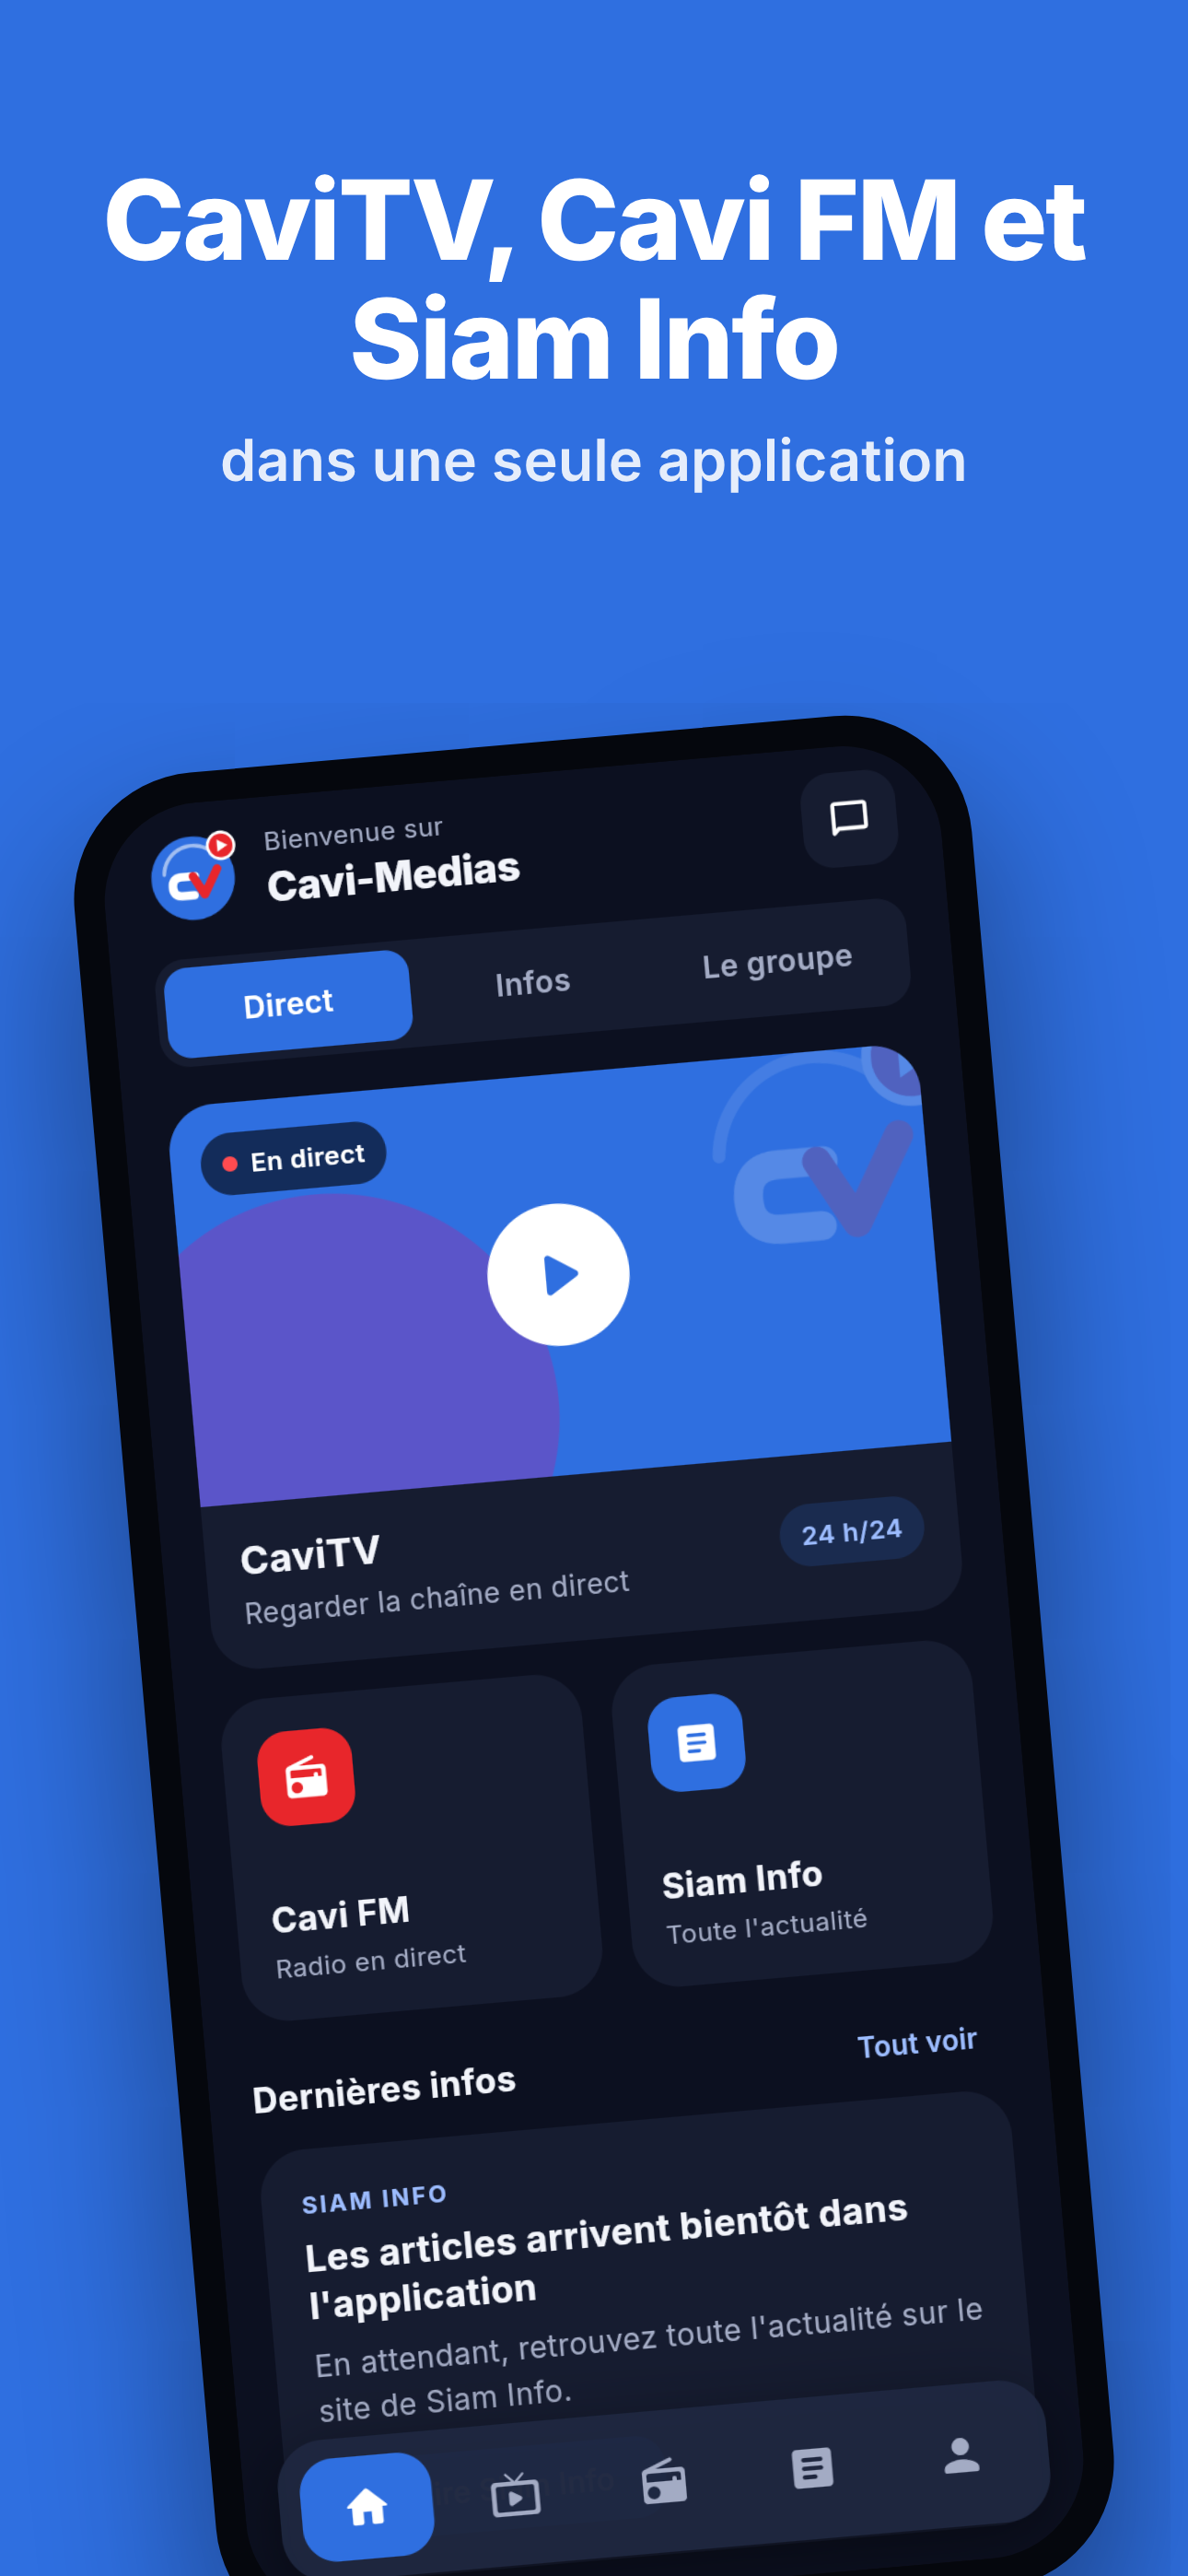 CaviTV, Cavi FM et
Siam Info
dans une seule application
Bienvenue sur
Cavi-Medias
Direct
Infos
Le groupe
En direct
CaviTV
Regarder la chaîne en direct
24 h/24
Cavi FM
Radio en direct
Siam Info
Toute l'actualité
Dernières infos
Tout voir
SIAM INFO
Les articles arrivent bientôt dans
l'application
En attendant, retrouvez toute l'actualité sur le
site de Siam Info.